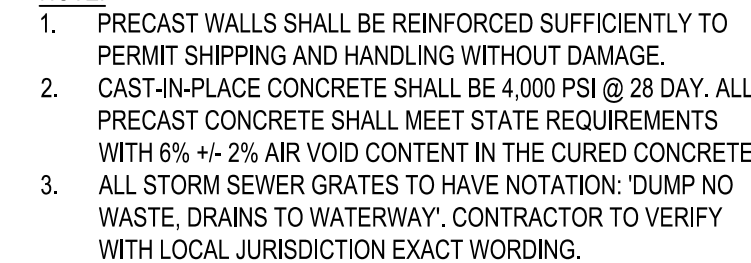 1. PRECAST WALLS SHALL BE REINFORCED SUFFICIENTLY TO
PERMIT SHIPPING AND HANDLING WITHOUT DAMAGE.
2. CAST-IN-PLACE CONCRETE SHALL BE 4,000 PSI @ 28 DAY. ALL
PRECAST CONCRETE SHALL MEET STATE REQUIREMENTS
WITH 6% +/- 2% AIR VOID CONTENT IN THE CURED CONCRETE
3. ALL STORM SEWER GRATES TO HAVE NOTATION: 'DUMP NO
WASTE, DRAINS TO WATERWAY'. CONTRACTOR TO VERIFY
WITH LOCAL JURISDICTION EXACT WORDING.